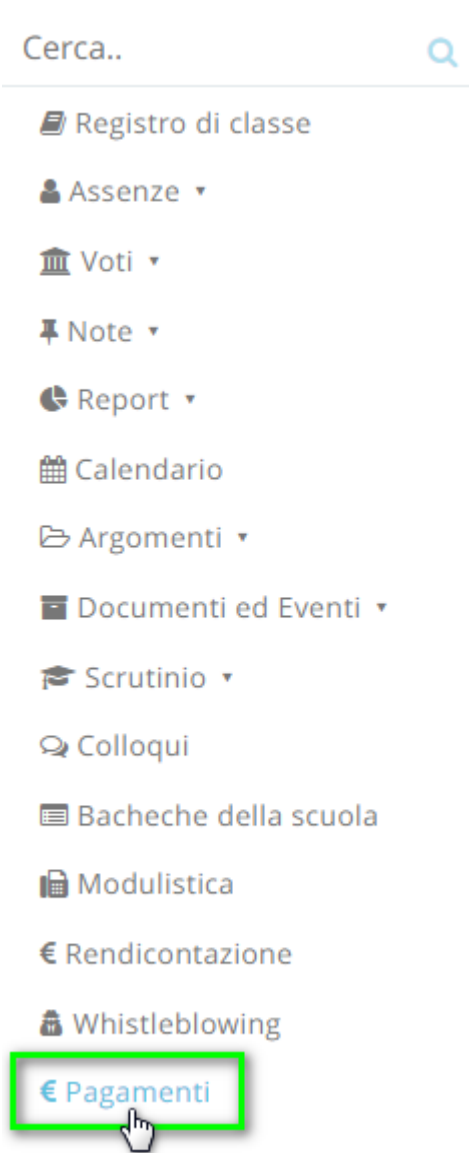 Cerca..
Registro di classe
Assenze ▾
Voti ▾
Note ▾
Report ▾
Calendario
Argomenti ▾
Documenti ed Eventi ▾
Scrutinio ▾
Colloqui
Bacheche della scuola
Modulistica
€ Rendicontazione
Whistleblowing
€ Pagamenti